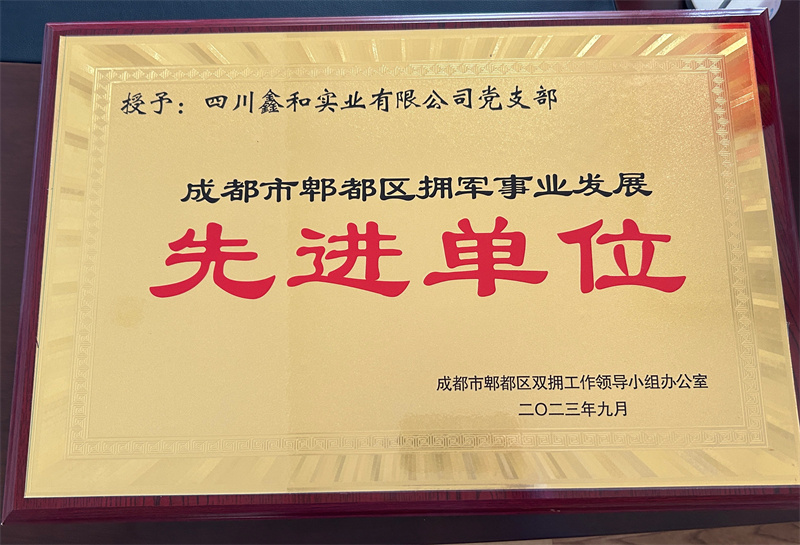 授予：四川鑫和实业有限公司党支部
成都市郫都区拥军事业发展
先进单位
成都市郫都区双拥工作领导小组办公室
二〇二三年九月